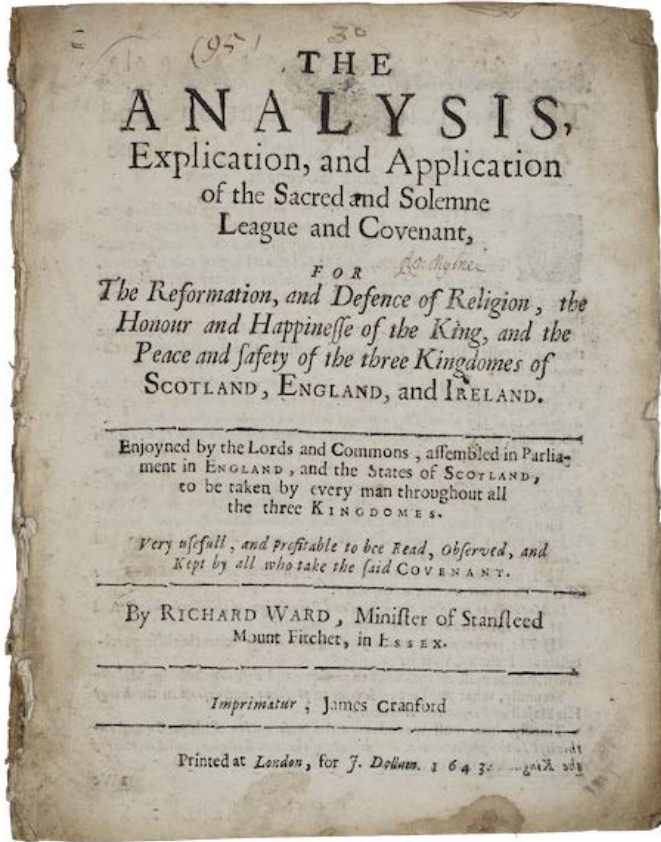 (95) 30
THE
ANALYSIS,
Explication, and Application
of the Sacred and Solemne
League and Covenant,
FOR
The Reformation, and Defence of Religion, the
Honour and Happineſſe of the King, and the
Peace and ſafety of the three Kingdomes of
SCOTLAND, ENGLAND, and IRELAND.
Enjoyned by the Lords and Commons, aſſembled in Parlia-
ment in ENGLAND, and the States of SCOTLAND,
to be taken by every man throughout all
the three KINGDOMES.
Very uſefull, and profitable to bee Read, Obſerved, and
Kept by all who take the ſaid COVENANT.
By RICHARD WARD, Miniſter of Stanſteed
Mount Fitchet, in ESSEX.
Imprimatur, James Cranford
Printed at London, for J. Dallam. 1643.